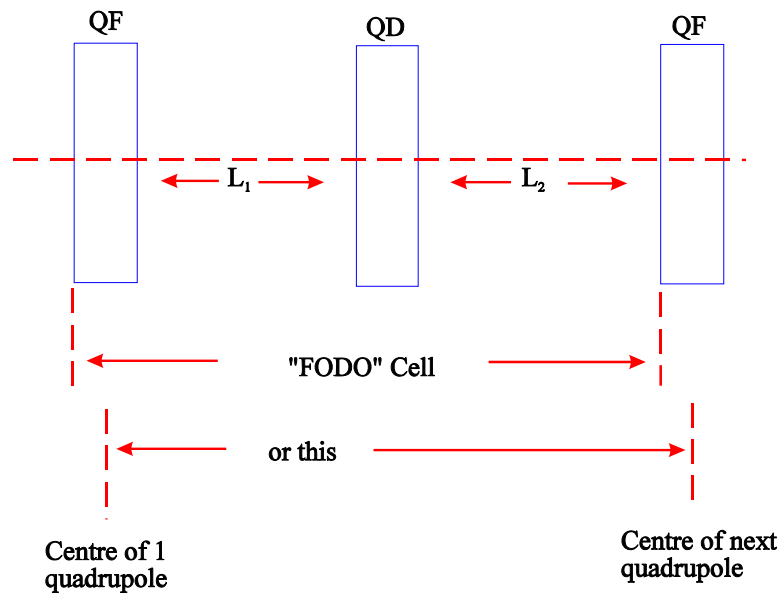 QF QD QF
L1 L2
"FODO" Cell
or this
Centre of 1
quadrupole
Centre of next
quadrupole